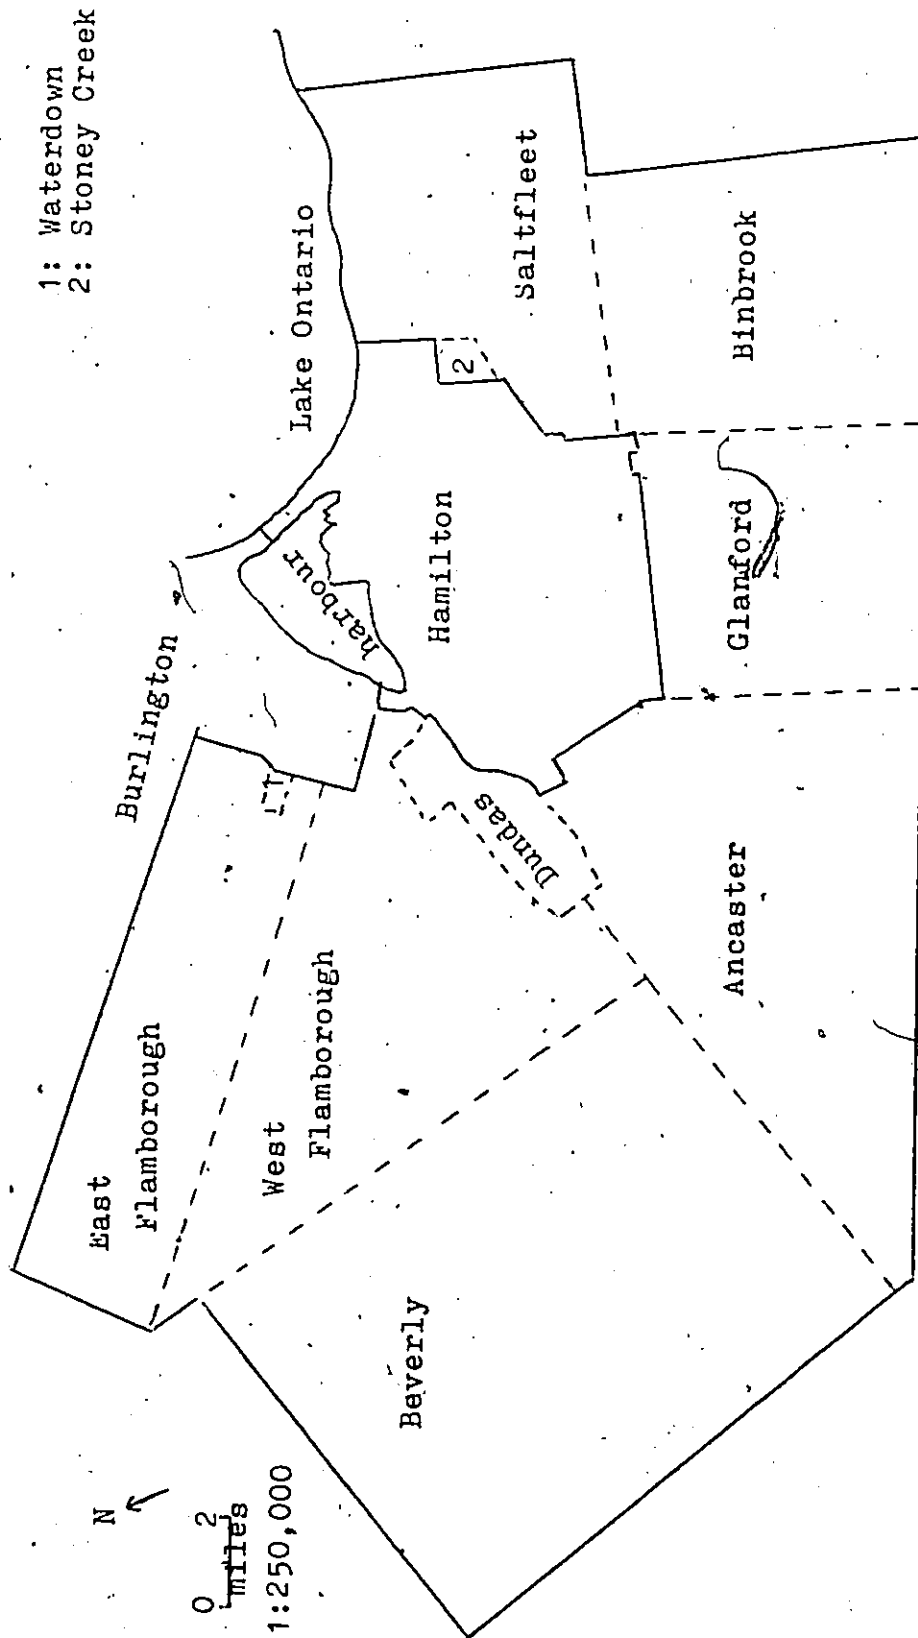 1: Waterdown
2: Stoney Creek
Lake Ontario
Burlington
harbour
Hamilton
2
Saltfleet
Binbrook
Glanford
Dundas
Ancaster
1
East
Flamborough
West
Flamborough
Beverly
N
0 2
miles
1:250,000